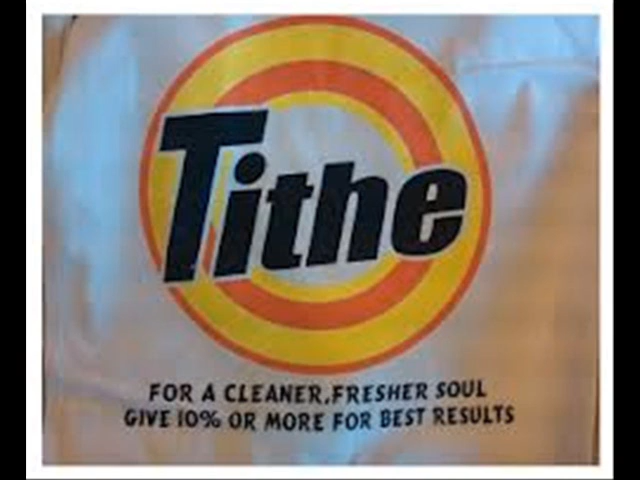 Tithe
FOR A CLEANER,FRESHER SOUL
GIVE 10% OR MORE FOR BEST RESULTS